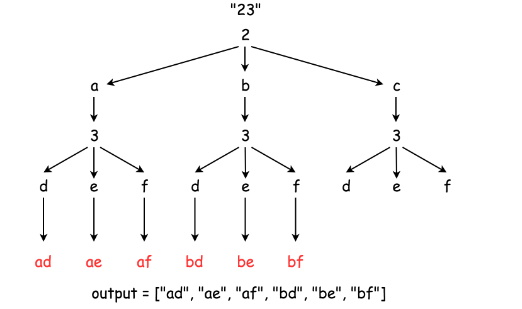 "23"
2
a b c
3 3 3
d e f d e f d e f
ad ae af bd be bf
output = ["ad", "ae", "af", "bd", "be", "bf"]